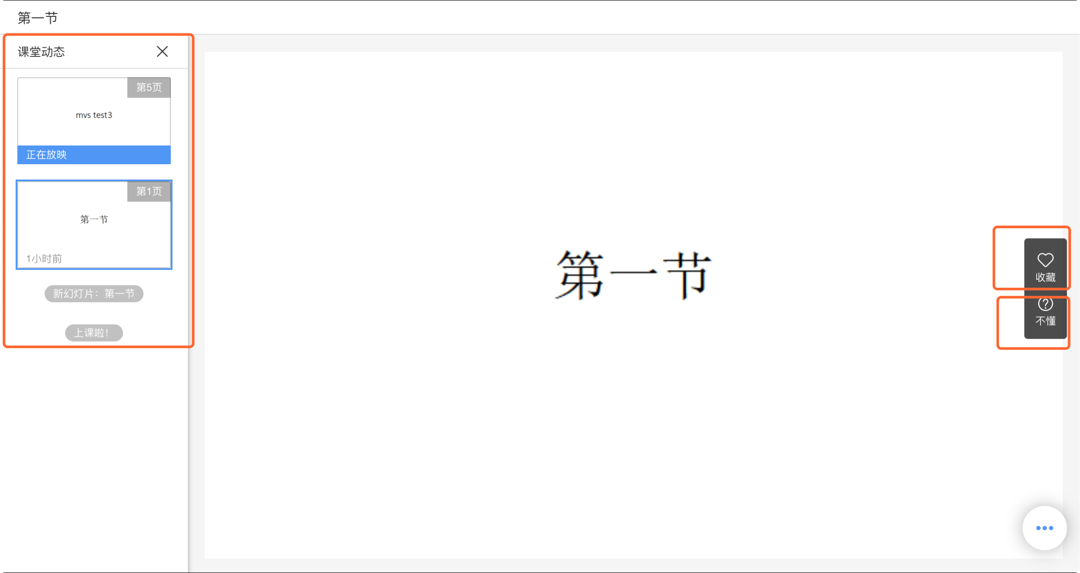 第一节
课堂动态
第5页
mvs test3
正在放映
第1页
第一节
1小时前
新幻灯片：第一节
上课啦！
第一节
收藏
不懂